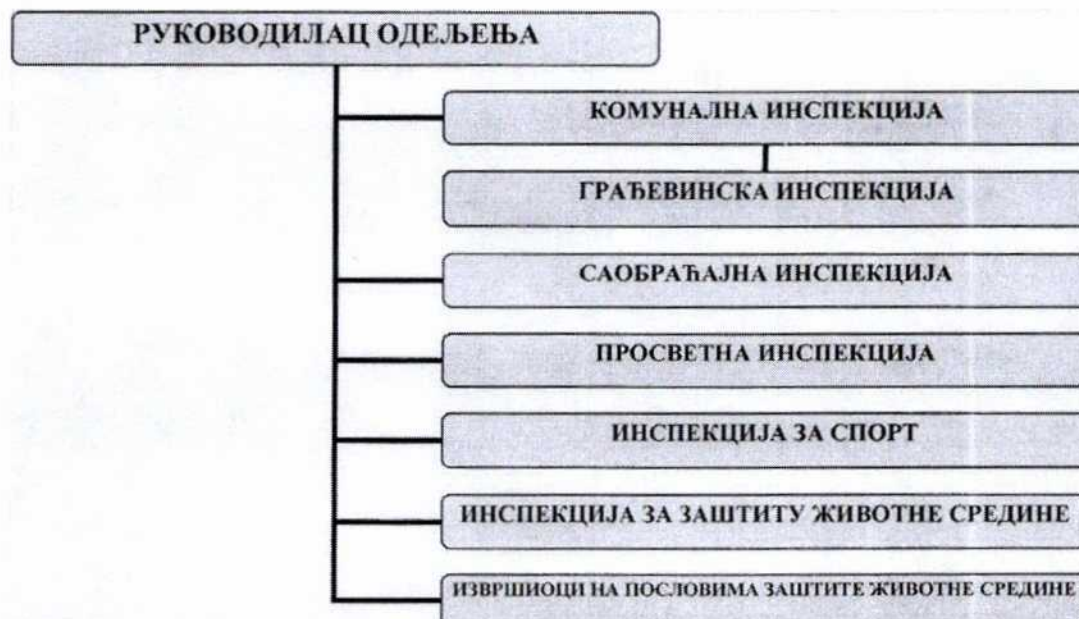 РУКОВОДИЛАЦ ОДЕЉЕЊА
КОМУНАЛНА ИНСПЕКЦИЈА
ГРАЂЕВИНСКА ИНСПЕКЦИЈА
САОБРАЋАЈНА ИНСПЕКЦИЈА
ПРОСВЕТНА ИНСПЕКЦИЈА
ИНСПЕКЦИЈА ЗА СПОРТ
ИНСПЕКЦИЈА ЗА ЗАШТИТУ ЖИВОТНЕ СРЕДИНЕ
ИЗВРШИОЦИ НА ПОСЛОВИМА ЗАШТИТЕ ЖИВОТНЕ СРЕДИНЕ